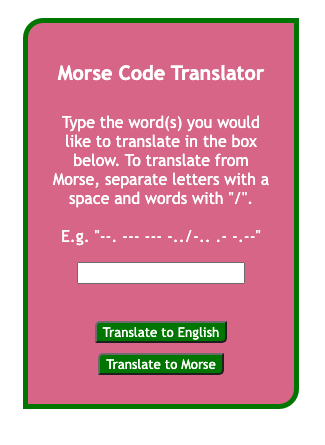 Morse Code Translator
Type the word(s) you would
like to translate in the box
below. To translate from
Morse, separate letters with a
space and words with "/".
E.g. "--. --- --- -../-.. .- -.--"
Translate to English
Translate to Morse